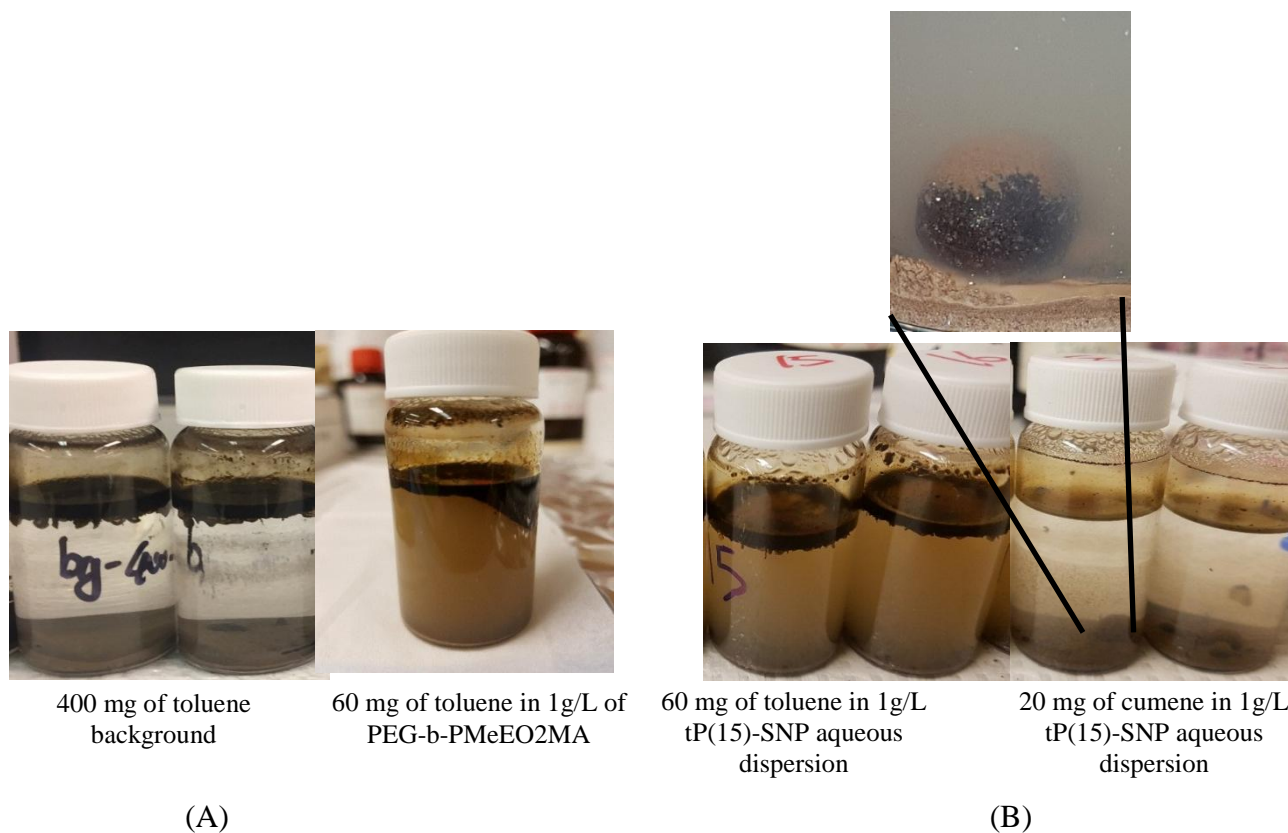 bg-400-
b
15
15
16
400 mg of toluene
background
60 mg of toluene in 1g/L of
PEG-b-PMeEO2MA
60 mg of toluene in 1g/L
tP(15)-SNP aqueous
dispersion
20 mg of cumene in 1g/L
tP(15)-SNP aqueous
dispersion
(A)
(B)